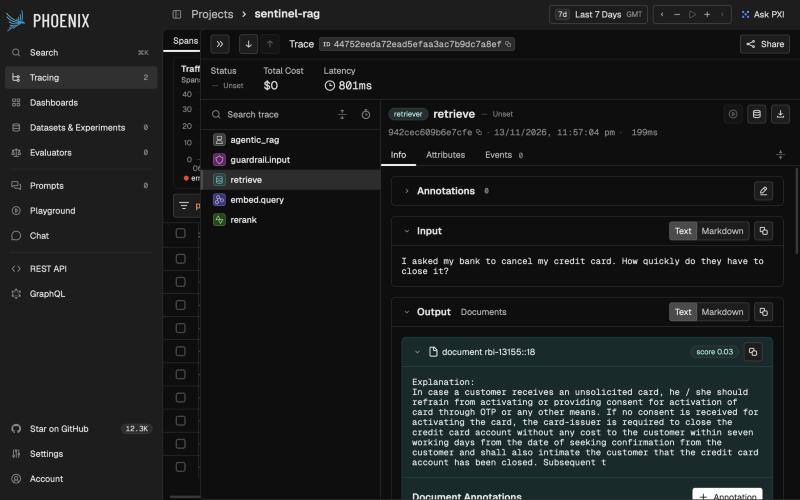 PHOENIX
Search ⌘K
Tracing 2
Dashboards
Datasets & Experiments 0
Evaluators 0
Prompts 0
Playground
Chat
REST API
GraphQL
Star on GitHub 12.3K
Settings
Account
Projects > sentinel-rag
7d Last 7 Days GMT
Ask PXI
Spans
Trace ID 44752eeda72ead5efaa3ac7b9dc7a8ef
Share
Status
— Unset
Total Cost
$0
Latency
801ms
40
30
20
10
0
Search trace
agentic_rag
guardrail.input
retrieve
embed.query
rerank
retriever retrieve — Unset
942cec609b6e7cfe · 13/11/2026, 11:57:04 pm · 199ms
Info Attributes Events 0
Annotations 0
Input Text Markdown
I asked my bank to cancel my credit card. How quickly do they have to
close it?
Output Documents Text Markdown
document rbi-13155::18 score 0.03
Explanation:
In case a customer receives an unsolicited card, he / she should
refrain from activating or providing consent for activation of
card through OTP or any other means. If no consent is received for
activating the card, the card-issuer is required to close the
credit card account without any cost to the customer within seven
working days from the date of seeking confirmation from the
customer and shall also intimate the customer that the credit card
account has been closed. Subsequent t
Document Annotations + Annotation